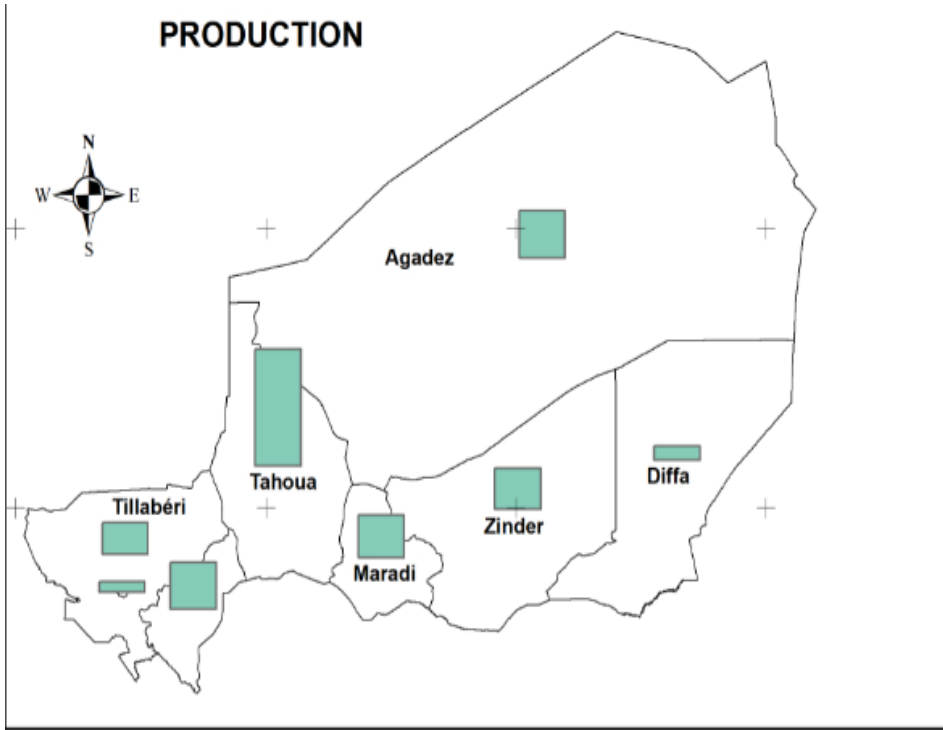 PRODUCTION
N
W E
S
Agadez
Tahoua
Diffa
Tillabéri
Zinder
Maradi